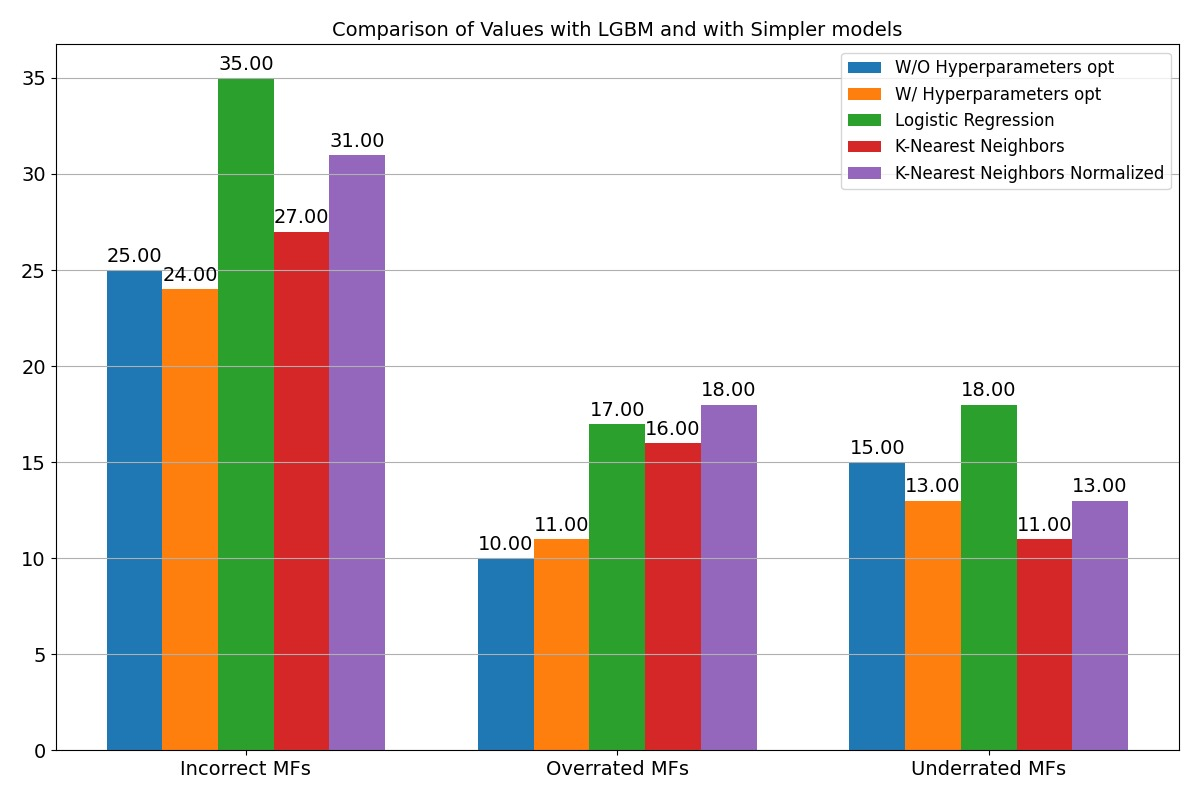 Comparison of Values with LGBM and with Simpler models
W/O Hyperparameters opt
W/ Hyperparameters opt
Logistic Regression
K-Nearest Neighbors
K-Nearest Neighbors Normalized
35
30
25
20
15
10
5
0
25.00
24.00
35.00
27.00
31.00
10.00
11.00
17.00
16.00
18.00
15.00
13.00
18.00
11.00
13.00
Incorrect MFs
Overrated MFs
Underrated MFs